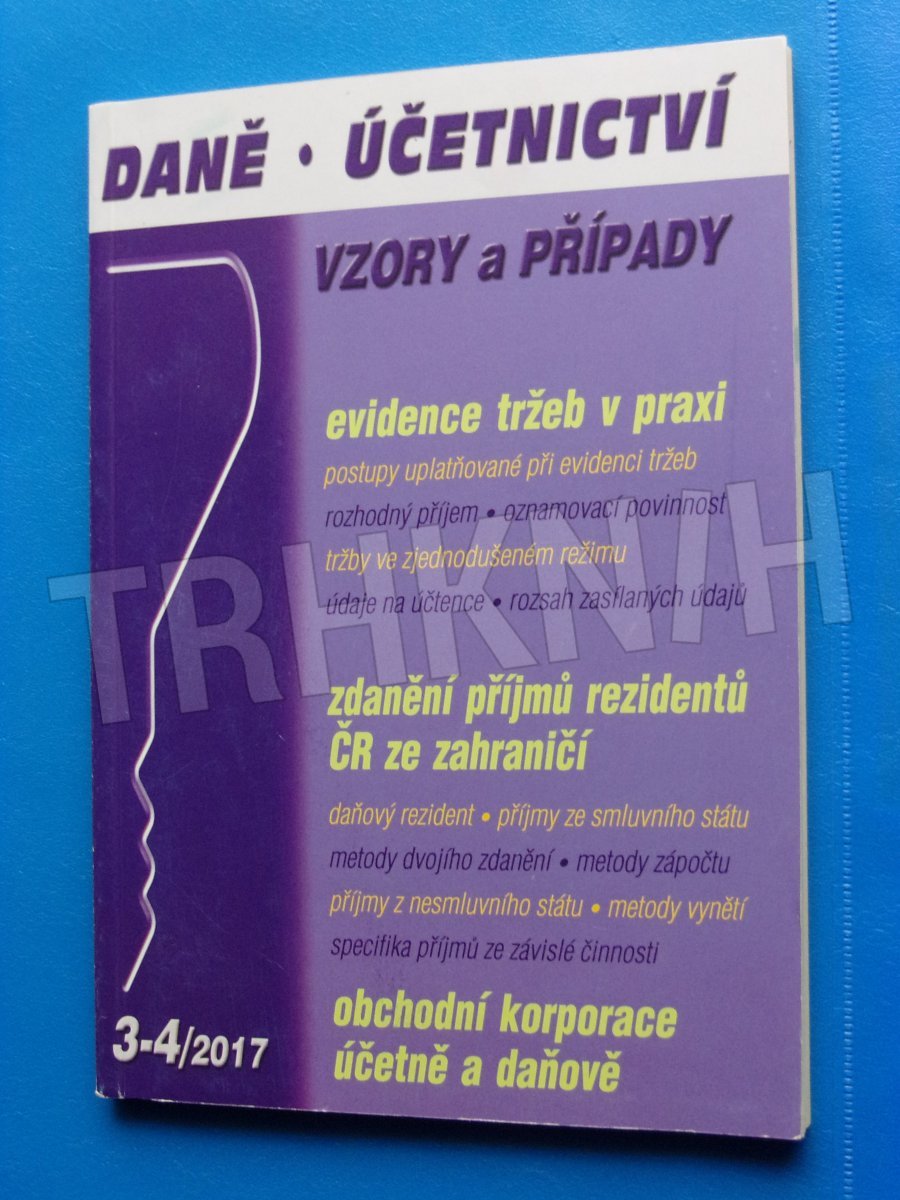 DANĚ • ÚČETNICTVÍ
VZORY a PŘÍPADY
evidence tržeb v praxi
postupy uplatňované při evidenci tržeb
rozhodný příjem • oznamovací povinnost
tržby ve zjednodušeném režimu
údaje na účtence • rozsah zasílaných údajů
TRHKNIH
zdanění příjmů rezidentů
ČR ze zahraničí
daňový rezident • příjmy ze smluvního státu
metody dvojího zdanění • metody zápočtu
příjmy z nesmluvního státu • metody vynětí
specifika příjmů ze závislé činnosti
obchodní korporace
účetně a daňově
3-4/2017